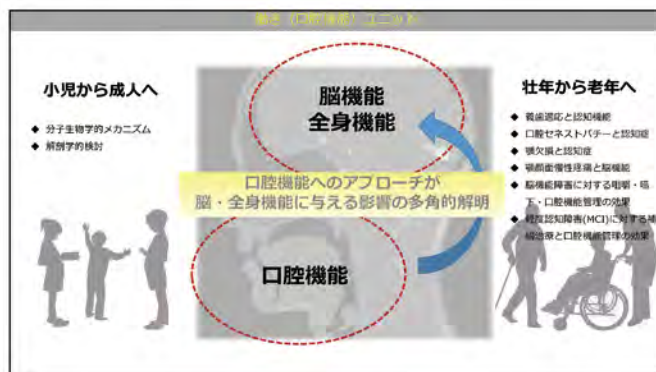 ユニット
小児から成人へ
◆ 分子生物学的メカニズム
◆ 解剖学的検討
脳機能
全身機能
口腔機能へのアプローチが
脳・全身機能に与える影響の多角的解明
口腔機能
壮年から老年へ
◆ 義歯適応と認知機能
◆ 口腔セネストパチーと認知症
◆ 顎欠損と認知症
◆ 顎顔面慢性疼痛と脳機能
◆ 脳機能障害に対する咀嚼・嚥
下・口腔機能管理の効果
◆ 軽度認知障害(MCI)に対する補
綴治療と口腔機能管理の効果